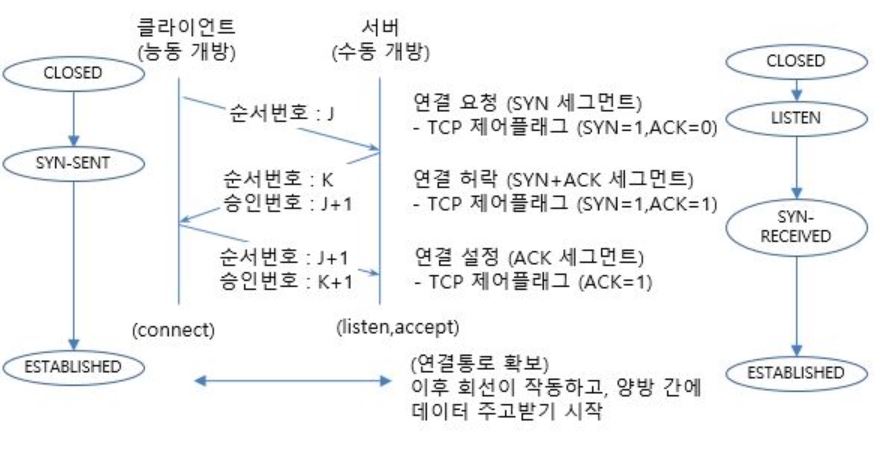 클라이언트
(능동 개방)
서버
(수동 개방)
CLOSED
SYN-SENT
ESTABLISHED
순서번호 : J
순서번호 : K
승인번호 : J+1
순서번호 : J+1
승인번호 : K+1
(connect)
(listen,accept)
연결 요청 (SYN 세그먼트)
- TCP 제어플래그 (SYN=1,ACK=0)
연결 허락 (SYN+ACK 세그먼트)
- TCP 제어플래그 (SYN=1,ACK=1)
연결 설정 (ACK 세그먼트)
- TCP 제어플래그 (ACK=1)
(연결통로 확보)
이후 회선이 작동하고, 양방 간에
데이터 주고받기 시작
CLOSED
LISTEN
SYN-
RECEIVED
ESTABLISHED